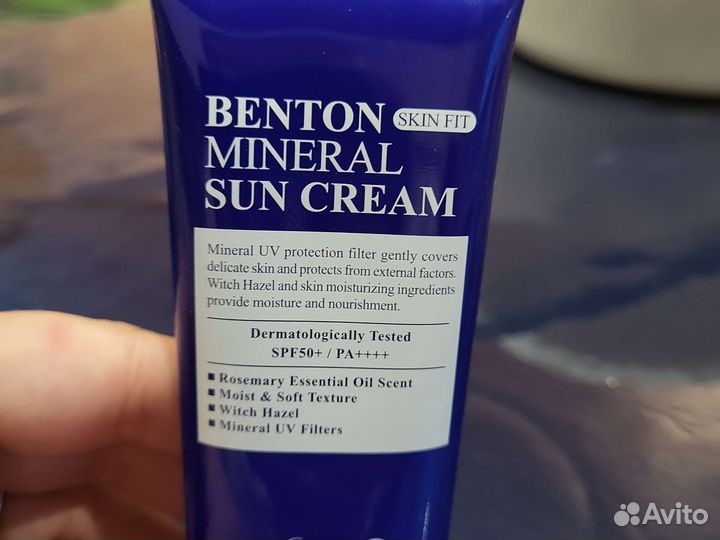 BENTON SKIN FIT
MINERAL
SUN CREAM
Mineral UV protection filter gently covers
delicate skin and protects from external factors.
Witch Hazel and skin moisturizing ingredients
provide moisture and nourishment.
Dermatologically Tested
SPF50+ / PA++++
■ Rosemary Essential Oil Scent
■ Moist & Soft Texture
■ Witch Hazel
■ Mineral UV Filters
Avito